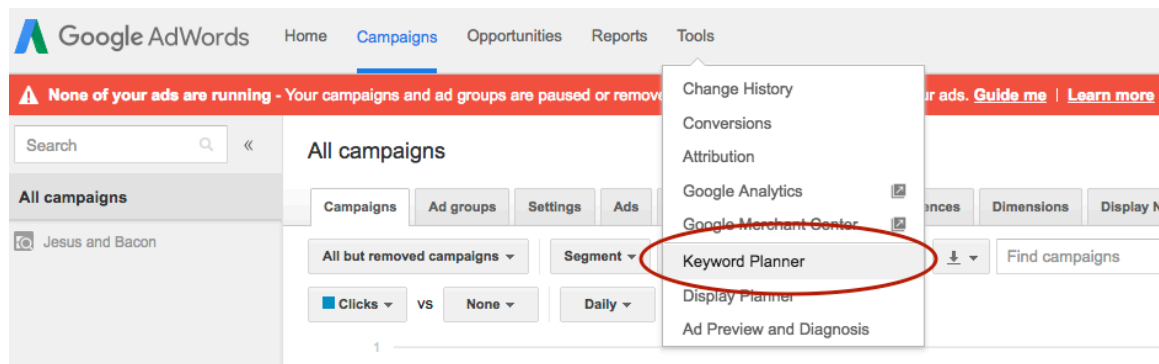 Google AdWords
Home Campaigns Opportunities Reports Tools
None of your ads are running - Your campaigns and ad groups are paused or remove
ur ads. Guide me | Learn more
Search «
All campaigns
Jesus and Bacon
All campaigns
Campaigns Ad groups Settings Ads
ences Dimensions Display N
All but removed campaigns Segment
Find campaigns
Clicks vs None Daily
1
Change History
Conversions
Attribution
Google Analytics
Google Merchant Center
Keyword Planner
Display Planner
Ad Preview and Diagnosis